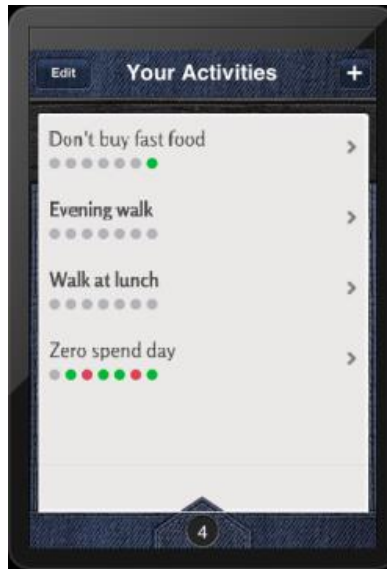 Edit
Your Activities
+
Don't buy fast food
Evening walk
Walk at lunch
Zero spend day
4